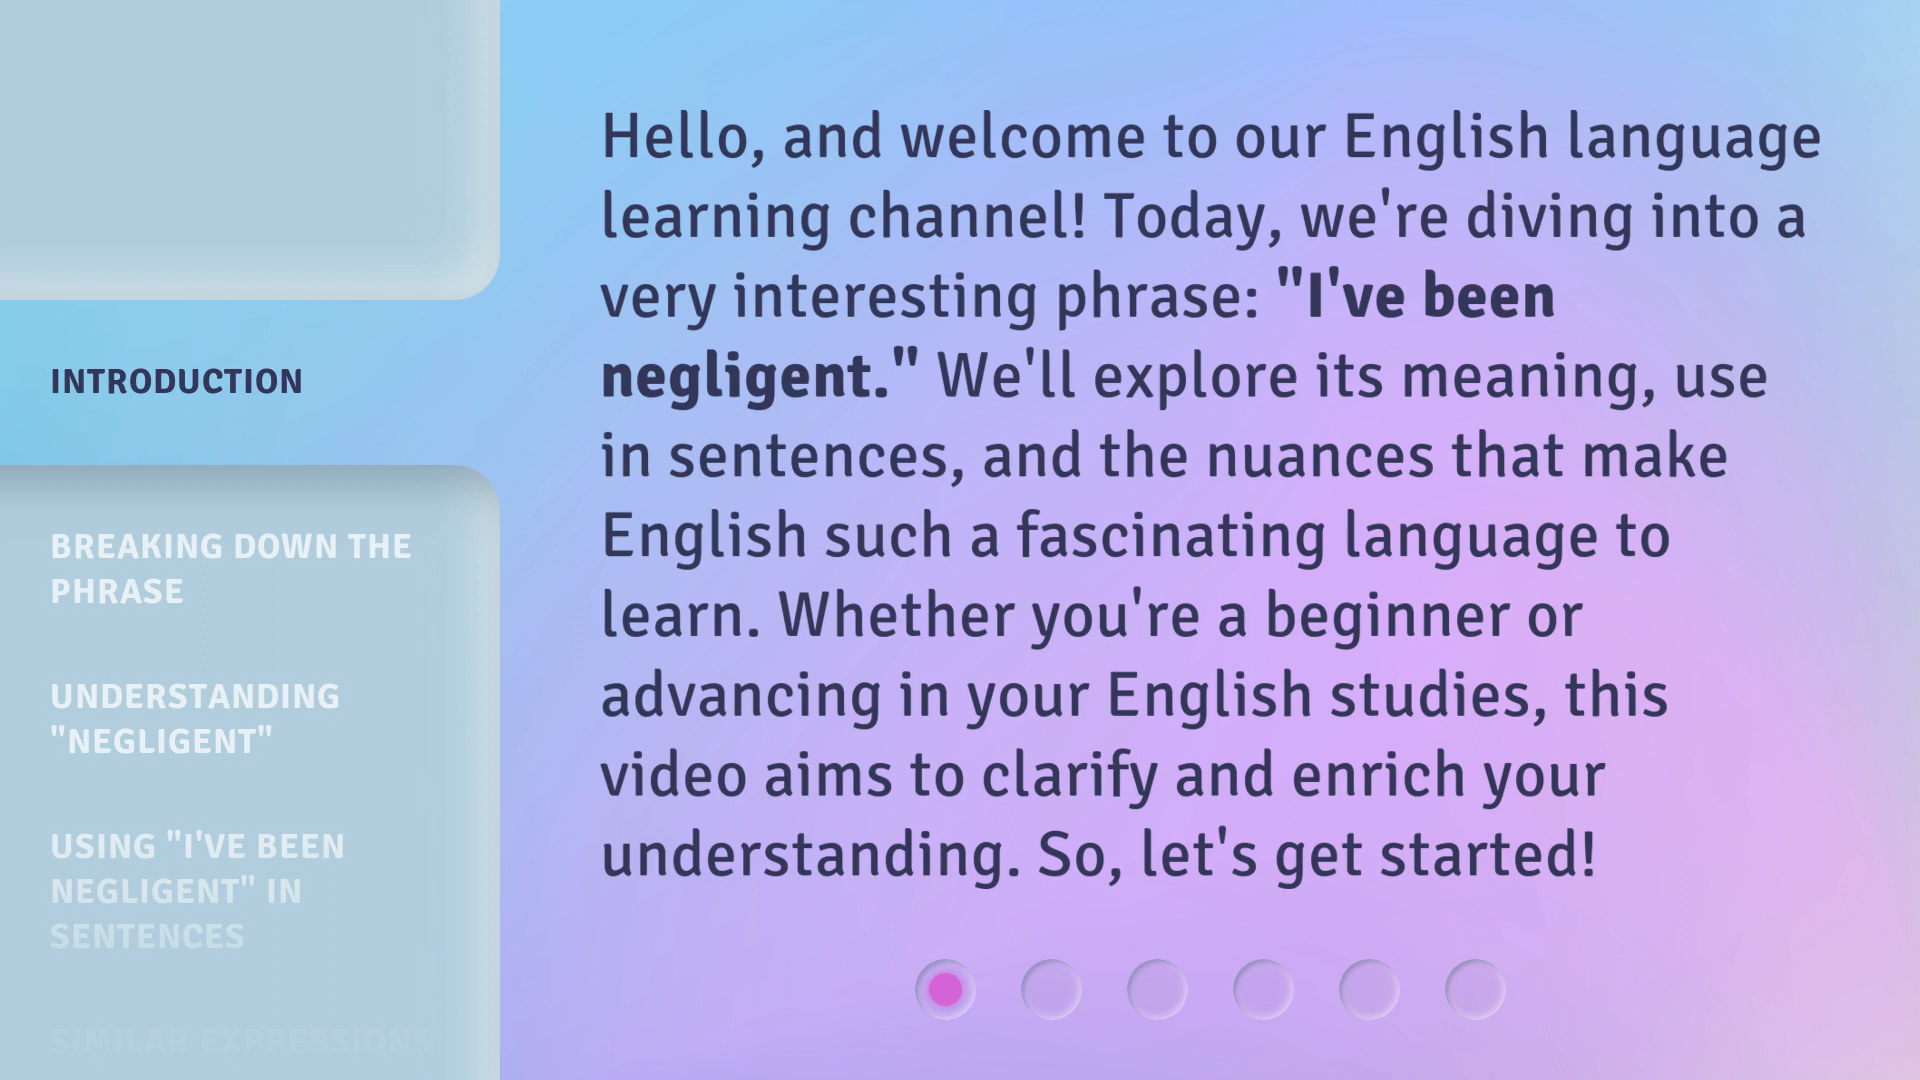 INTRODUCTION
BREAKING DOWN THE
PHRASE
UNDERSTANDING
"NEGLIGENT"
USING "I'VE BEEN
NEGLIGENT" IN
SENTENCES
SIMILAR EXPRESSIONS
Hello, and welcome to our English language
learning channel! Today, we're diving into a
very interesting phrase: "I've been
negligent." We'll explore its meaning, use
in sentences, and the nuances that make
English such a fascinating language to
learn. Whether you're a beginner or
advancing in your English studies, this
video aims to clarify and enrich your
understanding. So, let's get started!